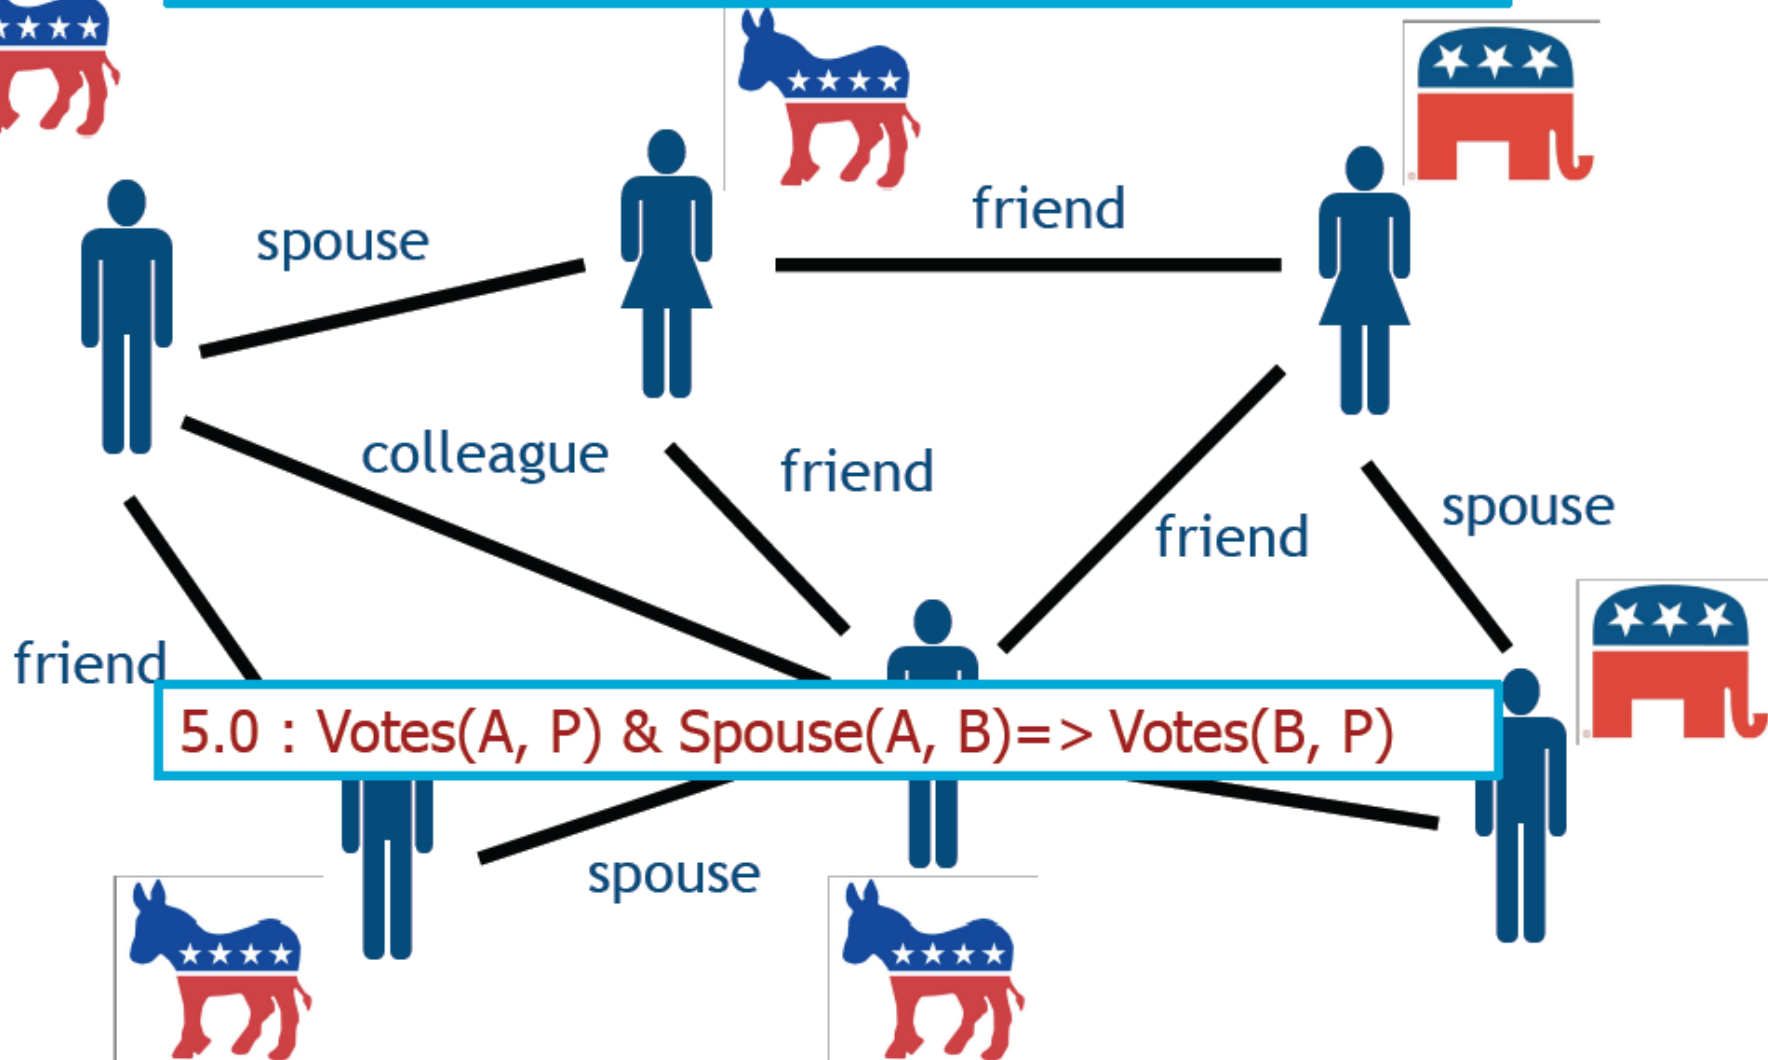 friend
spouse
colleague
friend
spouse
friend
friend
5.0 : Votes(A, P) & Spouse(A, B)=> Votes(B, P)
spouse